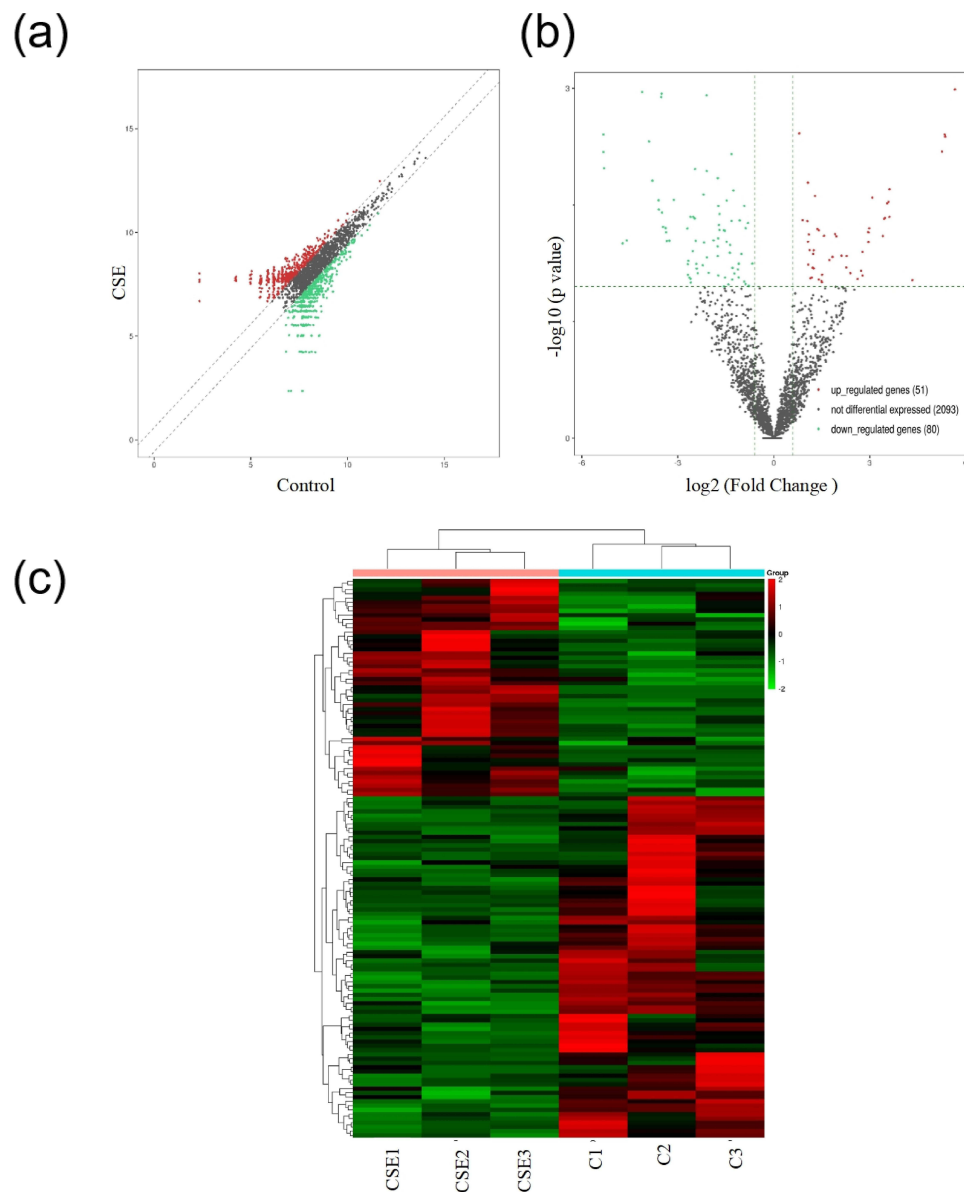 (a)
(b)
15
10
5
0
CSE
0
5
10
15
Control
3
0
-log10 (p value)
up_regulated genes (51)
not differential expressed (2093)
down_regulated genes (80)
-6
-3
0
3
log2 (Fold Change )
(c)
Group
2
1
0
-1
-2
CSE1
CSE2
CSE3
C1
C2
C3